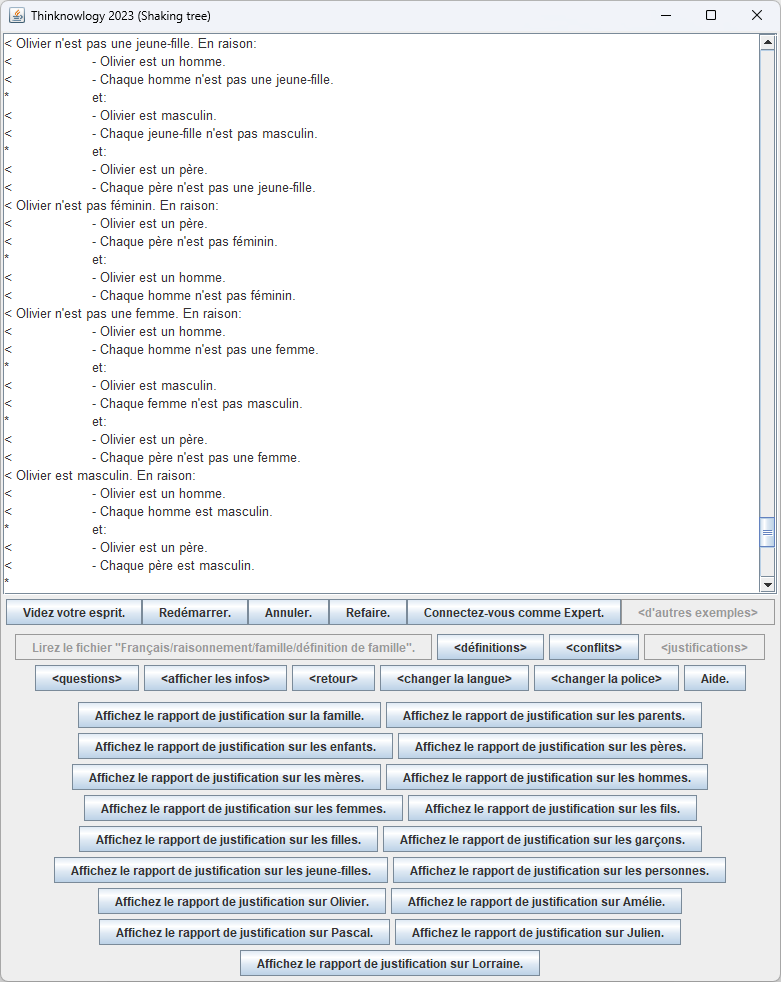 Thinknowlogy 2023 (Shaking tree)
< Olivier n'est pas une jeune-fille. En raison:
< - Olivier est un homme.
< - Chaque homme n'est pas une jeune-fille.
* et:
< - Olivier est masculin.
< - Chaque jeune-fille n'est pas masculin.
* et:
< - Olivier est un père.
< - Chaque père n'est pas une jeune-fille.
< Olivier n'est pas féminin. En raison:
< - Olivier est un père.
< - Chaque père n'est pas féminin.
* et:
< - Olivier est un homme.
< - Chaque homme n'est pas féminin.
< Olivier n'est pas une femme. En raison:
< - Olivier est un homme.
< - Chaque homme n'est pas une femme.
* et:
< - Olivier est masculin.
< - Chaque femme n'est pas masculin.
* et:
< - Olivier est un père.
< - Chaque père n'est pas une femme.
< Olivier est masculin. En raison:
< - Olivier est un homme.
< - Chaque homme est masculin.
* et:
< - Olivier est un père.
< - Chaque père est masculin.
*
Videz votre esprit. Redémarrer. Annuler. Refaire. Connectez-vous comme Expert. <d'autres exemples>
Lirez le fichier "Français/raisonnement/famille/définition de famille". <définitions> <conflits> <justifications>
<questions> <afficher les infos> <retour> <changer la langue> <changer la police> Aide.
Affichez le rapport de justification sur la famille. Affichez le rapport de justification sur les parents.
Affichez le rapport de justification sur les enfants. Affichez le rapport de justification sur les pères.
Affichez le rapport de justification sur les mères. Affichez le rapport de justification sur les hommes.
Affichez le rapport de justification sur les femmes. Affichez le rapport de justification sur les fils.
Affichez le rapport de justification sur les filles. Affichez le rapport de justification sur les garçons.
Affichez le rapport de justification sur les jeune-filles. Affichez le rapport de justification sur les personnes.
Affichez le rapport de justification sur Olivier. Affichez le rapport de justification sur Amélie.
Affichez le rapport de justification sur Pascal. Affichez le rapport de justification sur Julien.
Affichez le rapport de justification sur Lorraine.